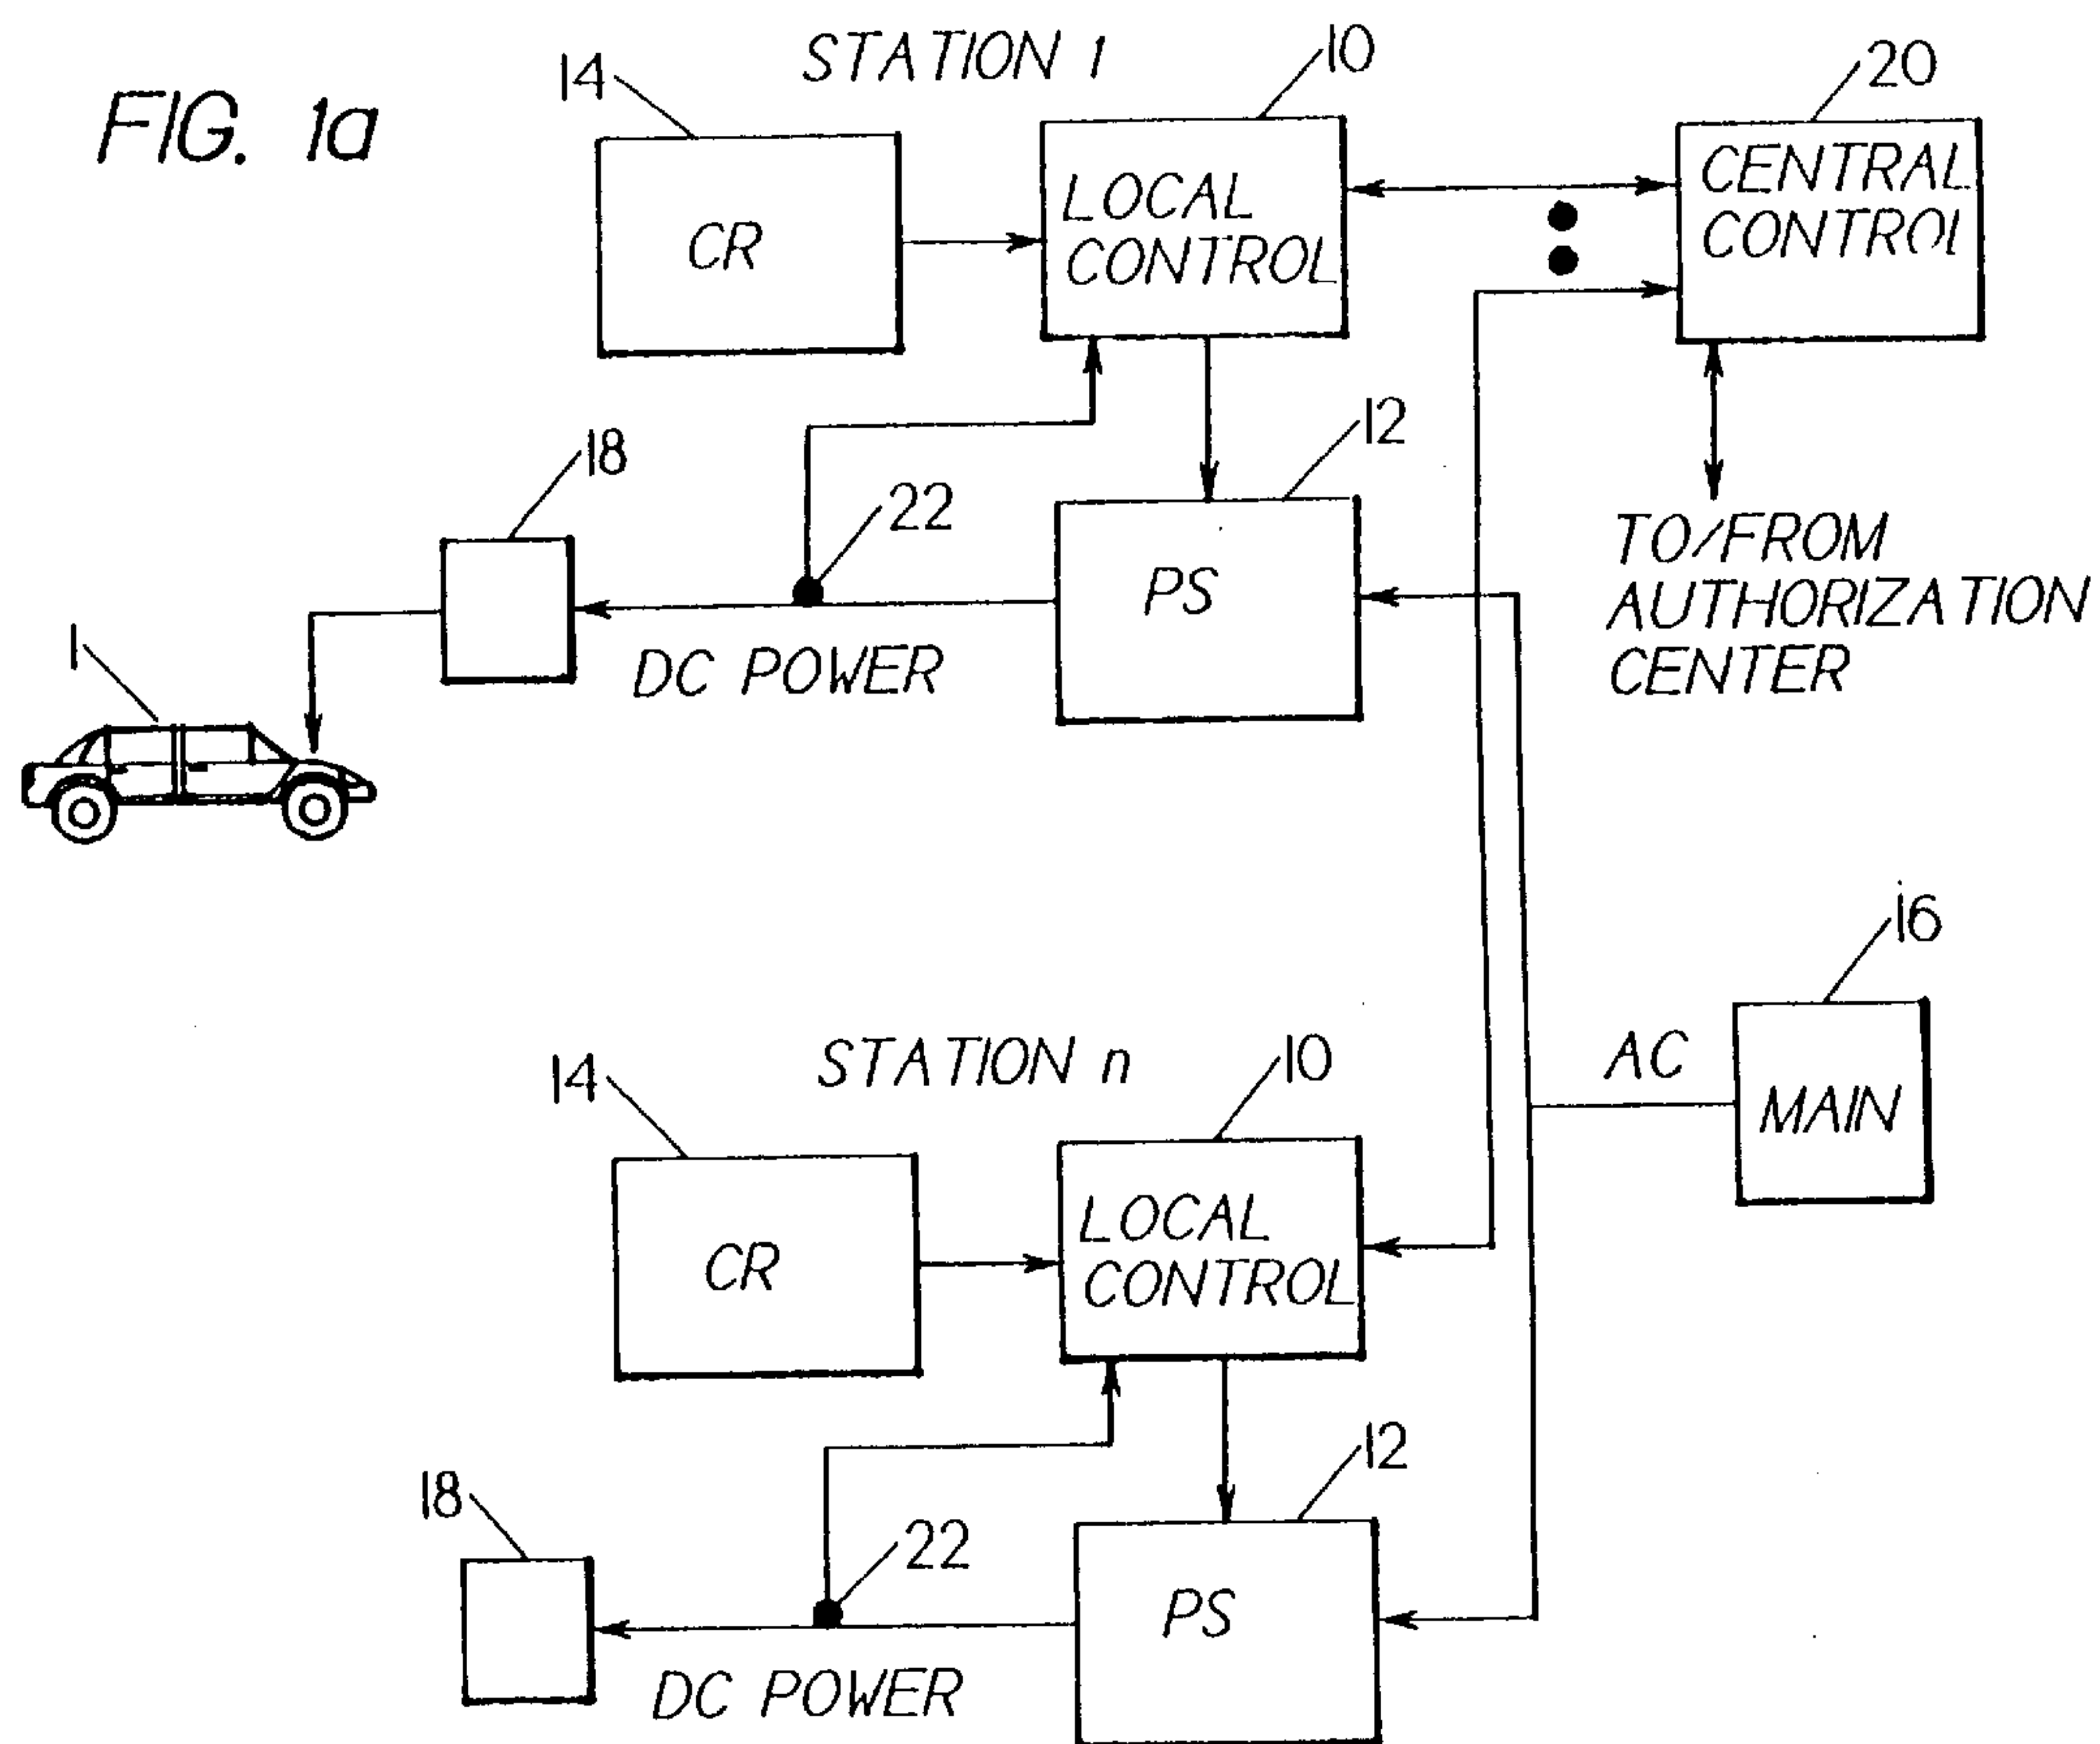 FIG. 1a
STATION 1
14
10
20
CR
LOCAL
CONTROL
CENTRAL
CONTROL
18
22
12
PS
TO/FROM
AUTHORIZATION
CENTER
1
DC POWER
16
STATION n
14
10
AC
MAIN
CR
LOCAL
CONTROL
18
22
12
PS
DC POWER